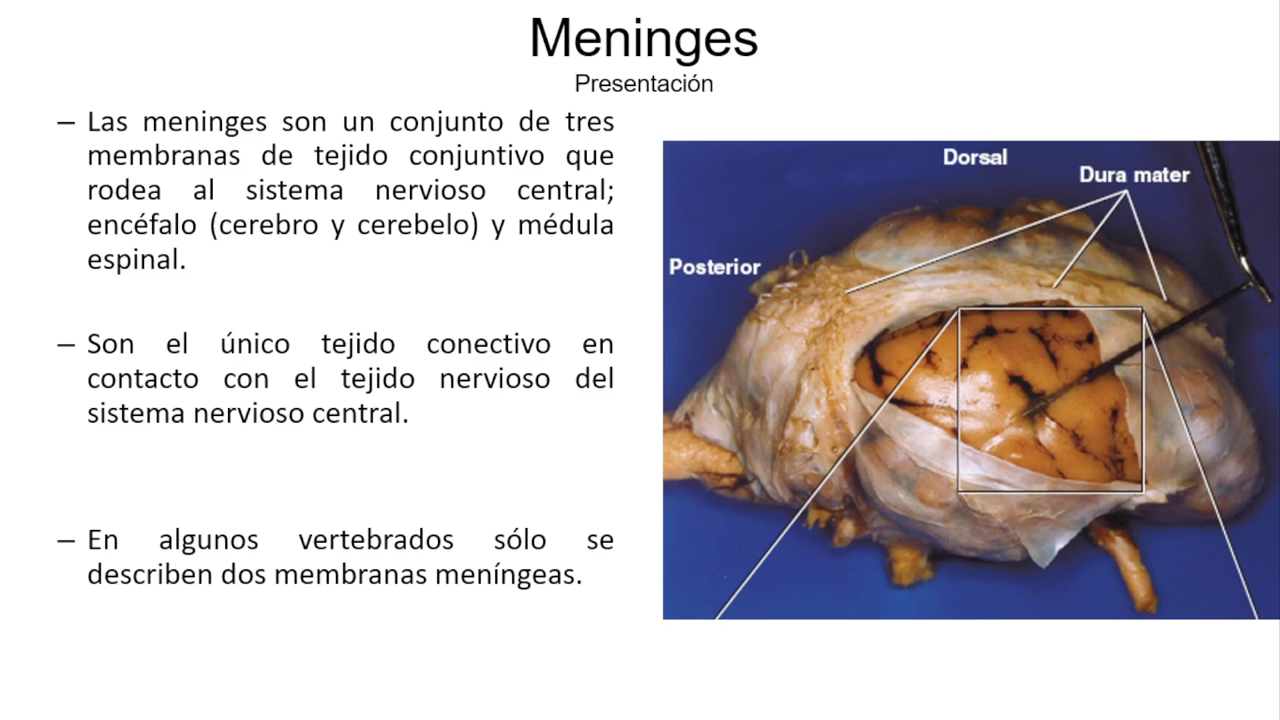 Meninges
Presentación
– Las meninges son un conjunto de tres
membranas de tejido conjuntivo que
rodea al sistema nervioso central;
encéfalo (cerebro y cerebelo) y médula
espinal.
– Son el único tejido conectivo en
contacto con el tejido nervioso del
sistema nervioso central.
– En algunos vertebrados sólo se
describen dos membranas meníngeas.
Dorsal
Dura mater
Posterior